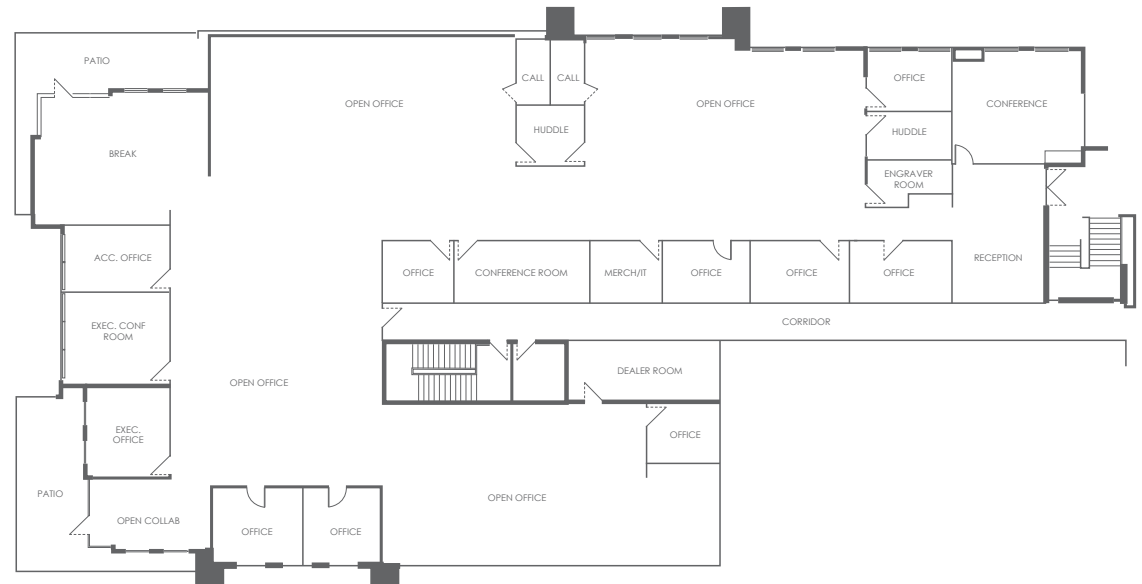 PATIO
CALL
CALL
OFFICE
OPEN OFFICE
OPEN OFFICE
CONFERENCE
HUDDLE
HUDDLE
BREAK
ENGRAVER
ROOM
ACC. OFFICE
OFFICE
CONFERENCE ROOM
MERCH/IT
OFFICE
OFFICE
OFFICE
RECEPTION
EXEC. CONF
ROOM
CORRIDOR
OPEN OFFICE
DEALER ROOM
EXEC.
OFFICE
OFFICE
PATIO
OPEN OFFICE
OPEN COLLAB
OFFICE
OFFICE